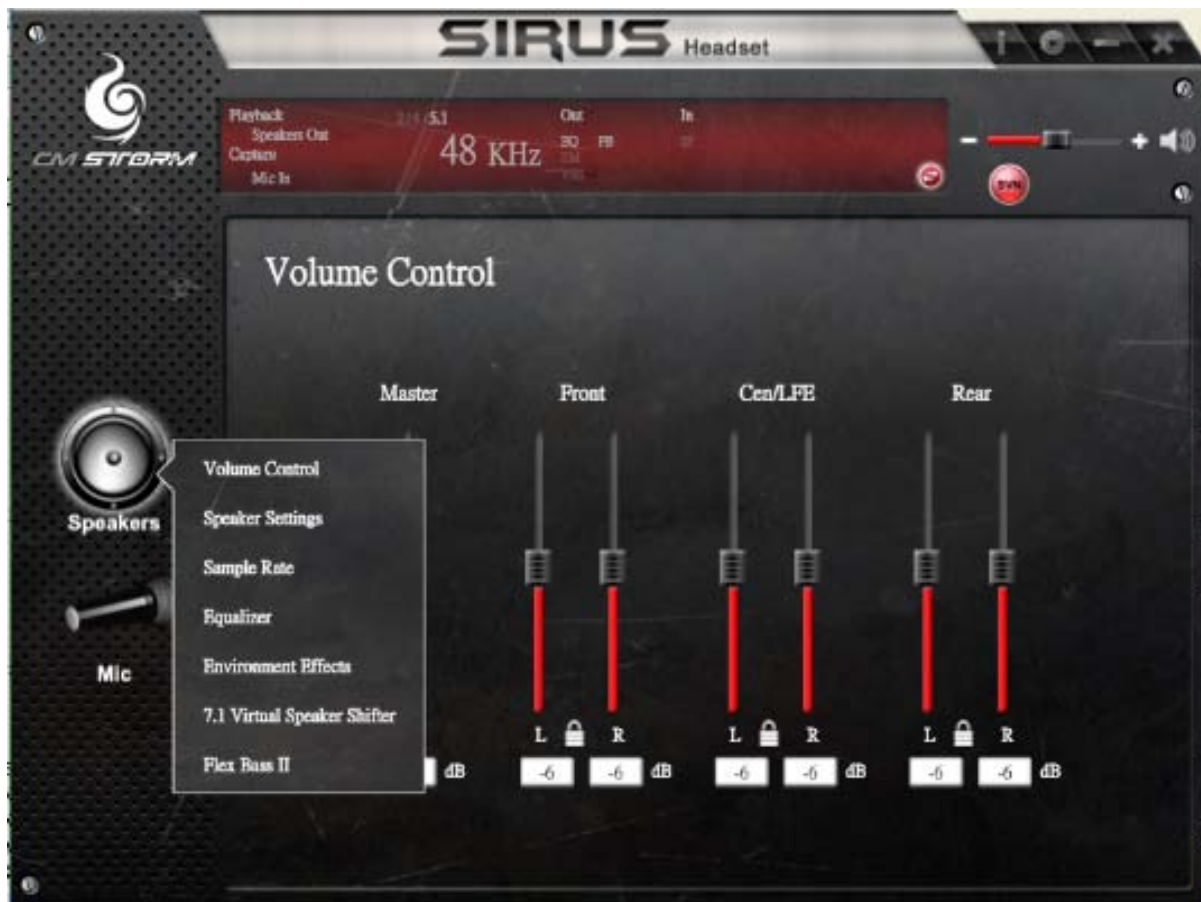 SIRUS Headset
CM STORM
Playback
Speakers Out
Capture
Mic In
5.1
48 KHz
Out
EQ FB
In
- +
SVN
Volume Control
Master Front Cen/LFE Rear
Speakers
Mic
Volume Control
Speaker Settings
Sample Rate
Equalizer
Environment Effects
7.1 Virtual Speaker Shifter
Flex Bass II
L R L R L R
dB -6 -6 dB -6 -6 dB -6 -6 dB